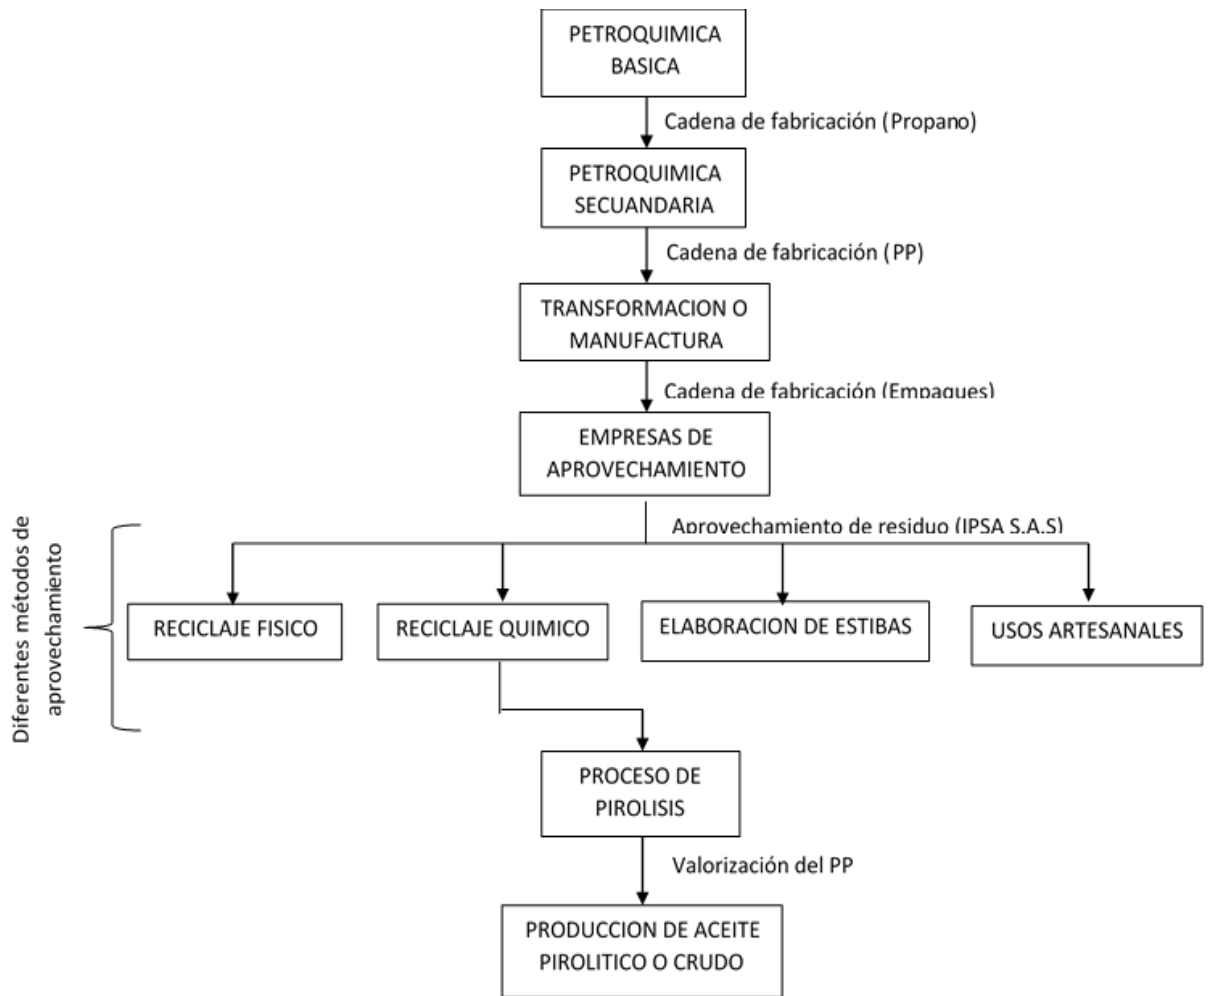 PETROQUIMICA
BASICA
Cadena de fabricación (Propano)
PETROQUIMICA
SECUANDARIA
Cadena de fabricación (PP)
TRANSFORMACION O
MANUFACTURA
Cadena de fabricación (Empaques)
EMPRESAS DE
APROVECHAMIENTO
Aprovechamiento de residuo (IPSA S.A.S)
Diferentes métodos de
aprovechamiento
RECICLAJE FISICO
RECICLAJE QUIMICO
ELABORACION DE ESTIBAS
USOS ARTESANALES
PROCESO DE
PIROLISIS
Valorización del PP
PRODUCCION DE ACEITE
PIROLITICO O CRUDO